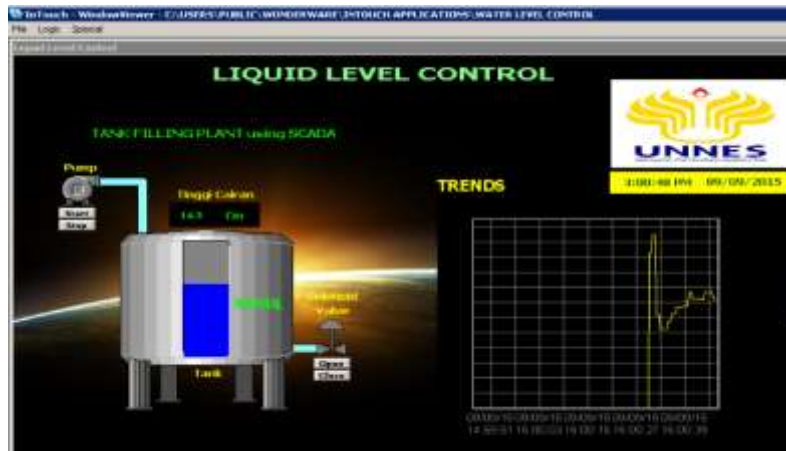 InTouch - WindowViewer - C:\USERS\PUBLIC\WONDERWARE\INTOUCH APPLICATIONS\WATER LEVEL CONTROL
File Logic Special
Liquid Level Control
LIQUID LEVEL CONTROL
TANK FILLING PLANT using SCADA
UNNES
Pump
Tinggi Cairan
TRENDS
09/09/2015
Start
Cm
Stop
Valve
Open
Close
Tank